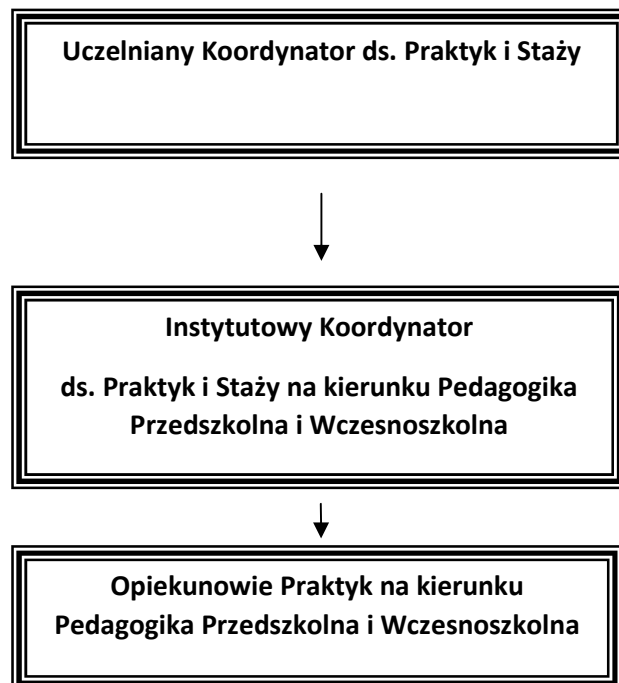 Uczelniany Koordynator ds. Praktyk i Staży
Instytutowy Koordynator
ds. Praktyk i Staży na kierunku Pedagogika
Przedszkolna i Wczesnoszkolna
Opiekunowie Praktyk na kierunku
Pedagogika Przedszkolna i Wczesnoszkolna